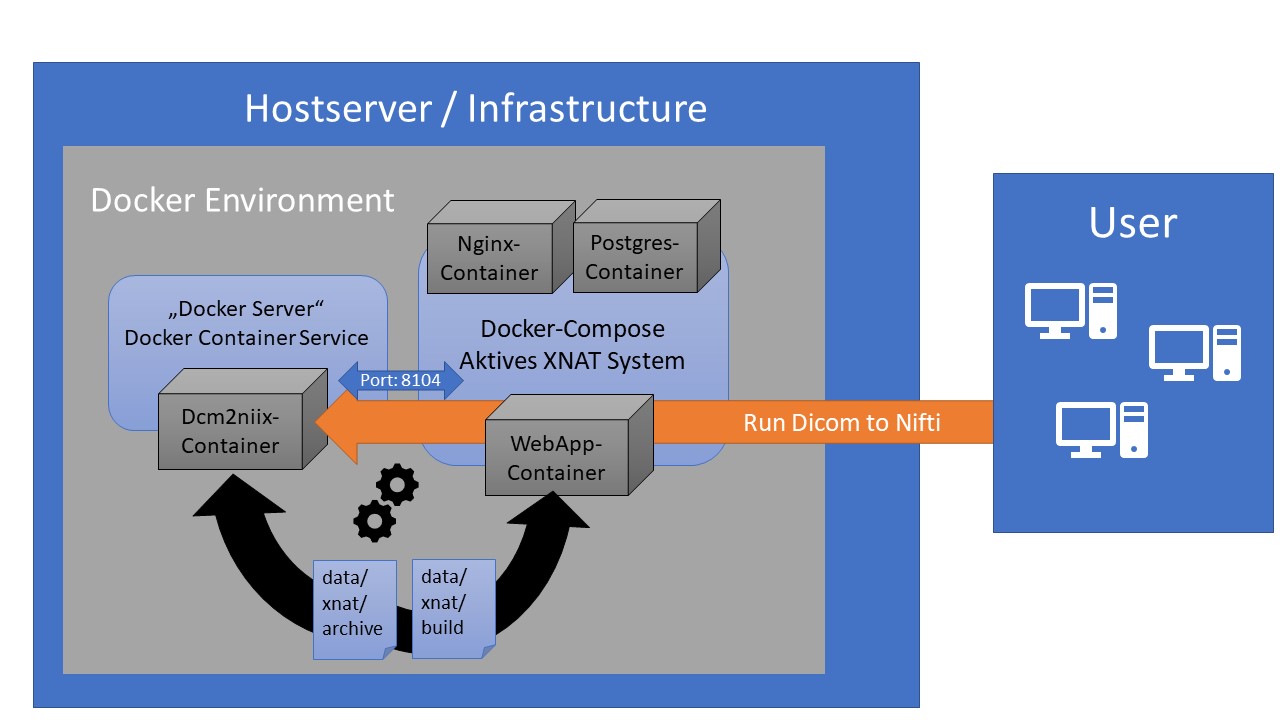 Hostserver / Infrastructure
Docker Environment
Nginx-
Container
Postgres-
Container
„Docker Server“
Docker Container Service
Docker-Compose
Aktives XNAT System
Port: 8104
Dcm2niix-
Container
WebApp-
Container
Run Dicom to Nifti
data/
xnat/
archive
data/
xnat/
build
User